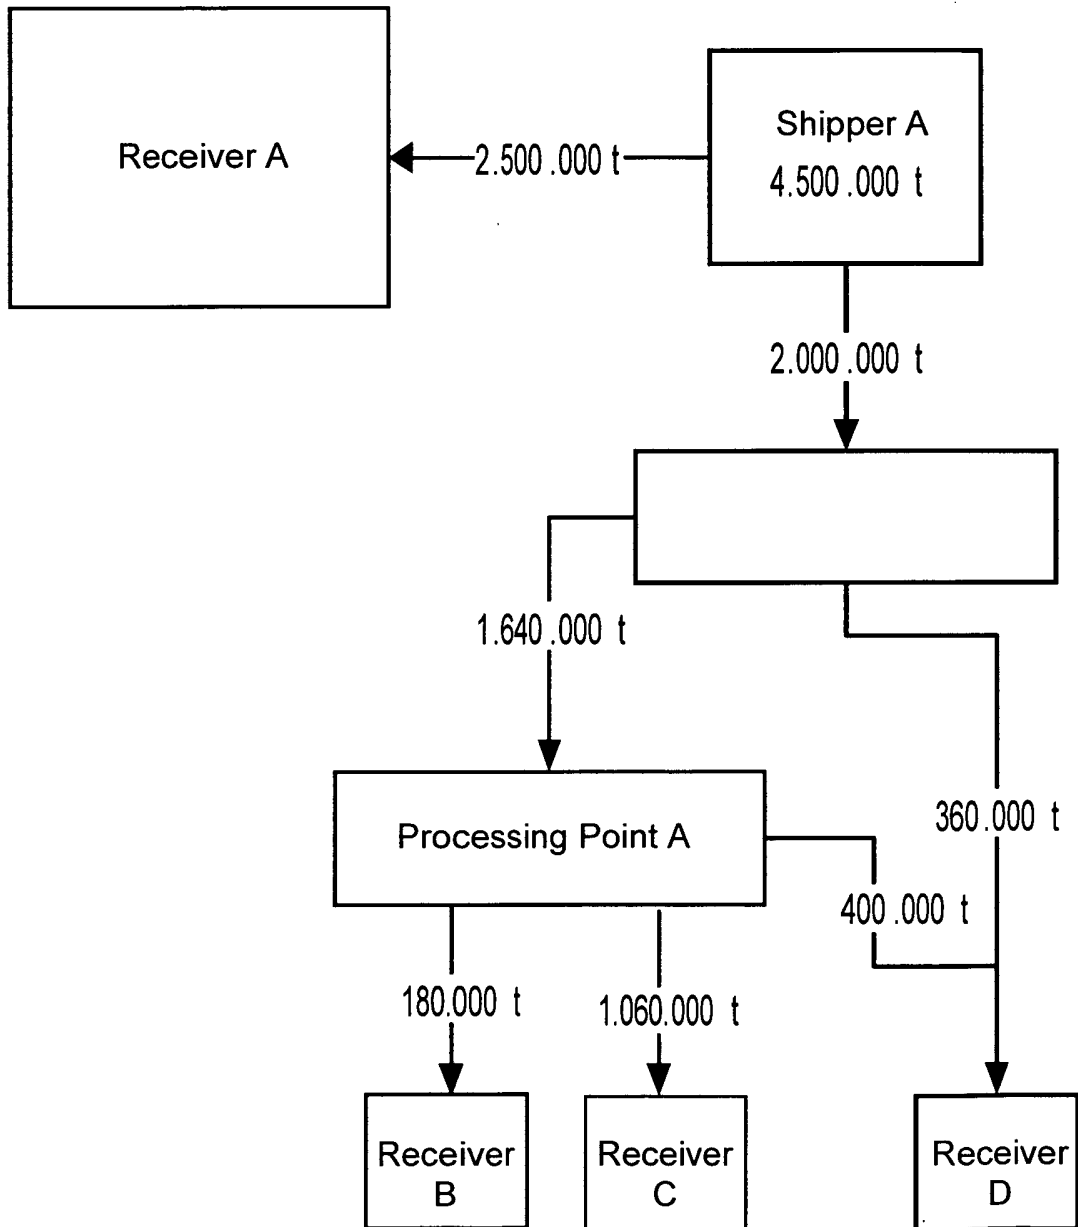 Receiver A
2.500.000 t
Shipper A
4.500.000 t
2.000.000 t
1.640.000 t
Processing Point A
360.000 t
400.000 t
180.000 t
1.060.000 t
Receiver
B
Receiver
C
Receiver
D